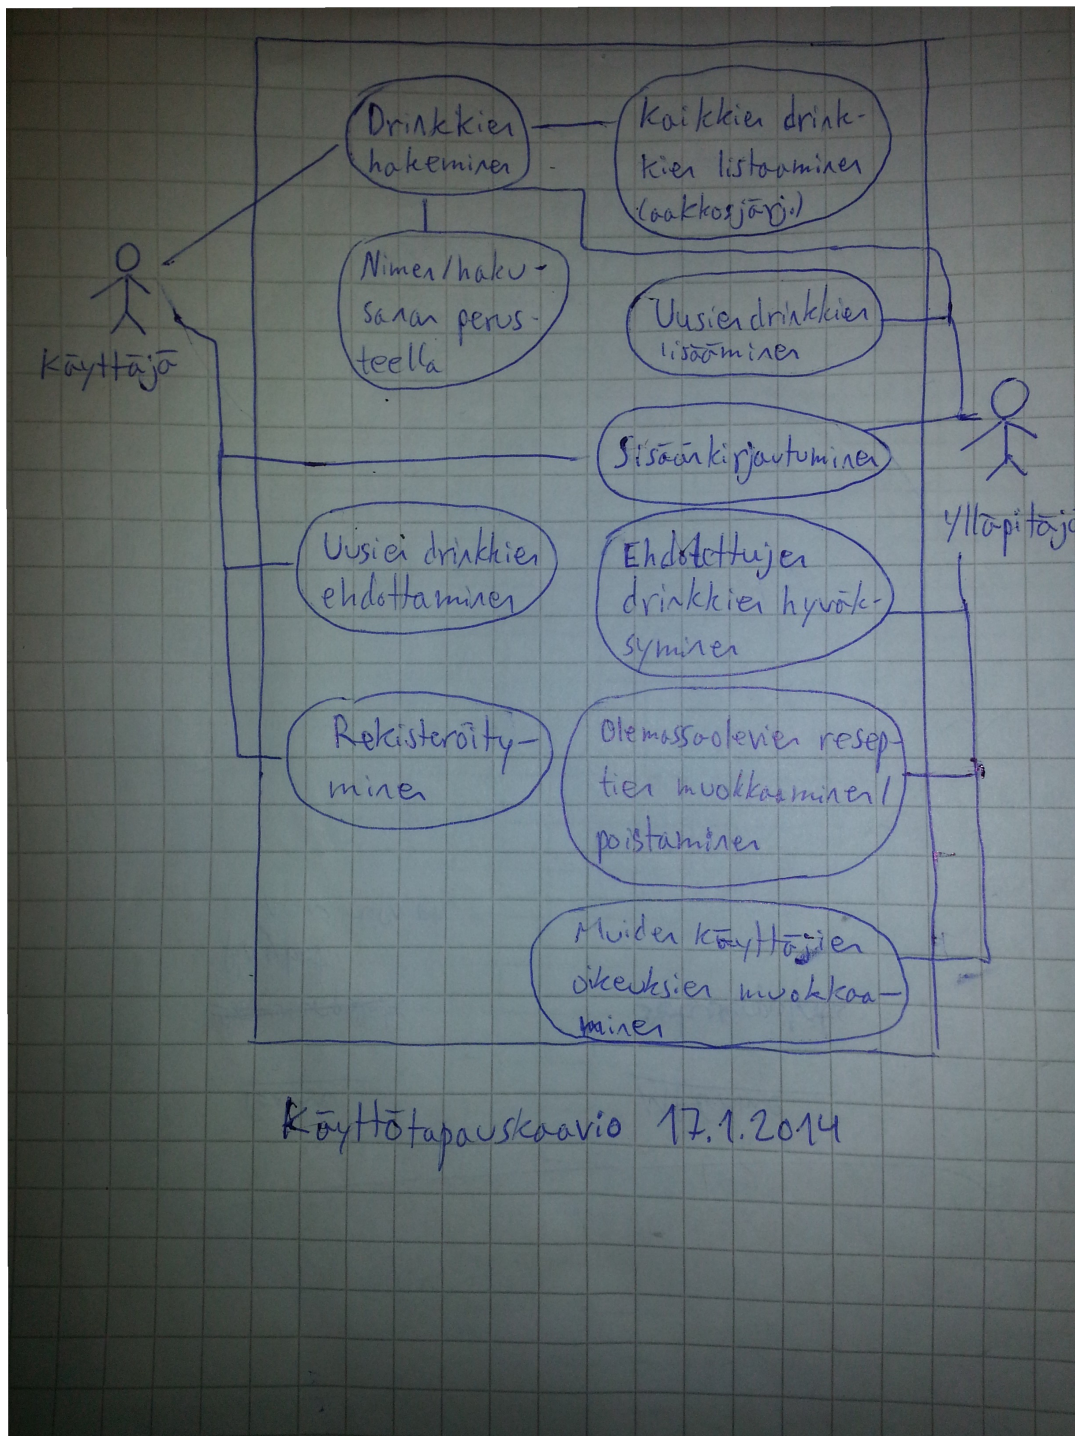 Drinkkien
hakeminen
Kaikkien drink-
kien listaaminen
(aakkosjärj.)
Nimen/haku-
sanan perus-
teella
Uusien drinkkien
lisääminen
Käyttäjä
Sisäänkirjautuminen
Ylläpitäjä
Uusien drinkkien
ehdottaminen
Ehdotettujen
drinkkien hyväk-
syminen
Rekisteröity-
minen
Olemassaolevien resep-
tien muokkaaminen/
poistaminen
Muiden käyttäjien
oikeuksien muokkaa-
minen
Käyttötapauskaavio 17.1.2014